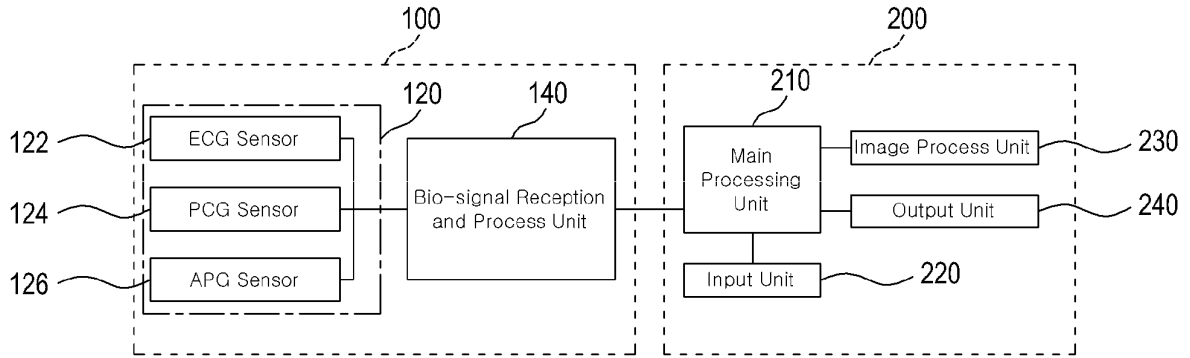 100
200
120
140
210
122
ECG Sensor
124
PCG Sensor
126
APG Sensor
Bio-signal Reception
and Process Unit
Main
Processing
Unit
Image Process Unit
230
Output Unit
240
Input Unit
220